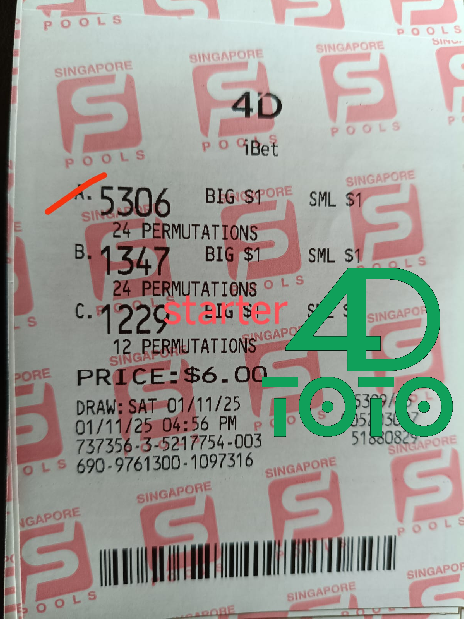 4D
iBet
A. 5306 BIG $1 SML $1
24 PERMUTATIONS
B. 1347 BIG $1 SML $1
24 PERMUTATIONS
C. 1229 BIG $1
starter
12 PERMUTATIONS
4D
TOTO
PRICE:$6.00
DRAW: SAT 01/11/25
01/11/25 04:56 PM
737356-3-5217754-003 51880829
690-9761300-1097316
SINGAPORE
POOLS